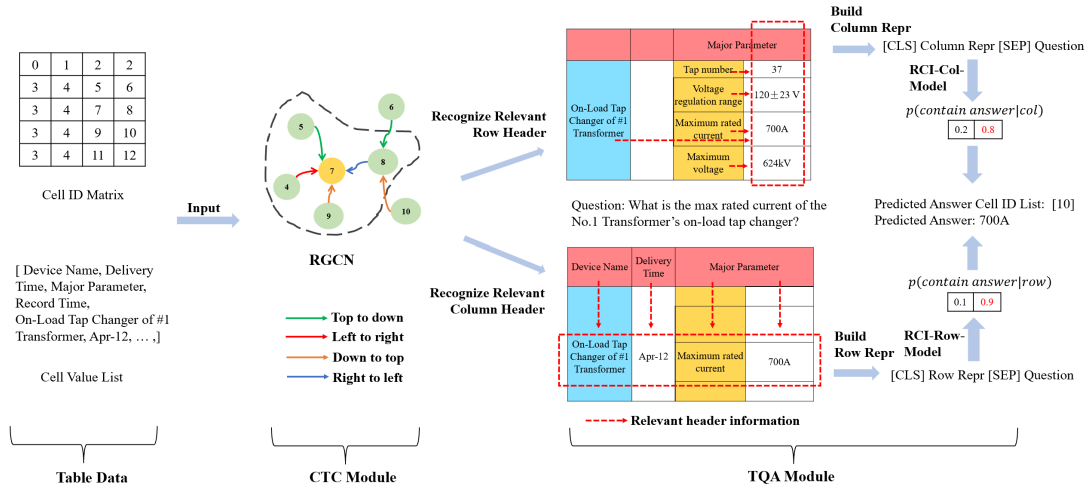 0 1 2 2
3 4 5 6
3 4 7 8
3 4 9 10
3 4 11 12
Cell ID Matrix
[ Device Name, Delivery
Time, Major Parameter,
Record Time,
On-Load Tap Changer of #1
Transformer, Apr-12, … ,]
Cell Value List
Table Data
Input
6
5
8
7
4
9
10
RGCN
Top to down
Left to right
Down to top
Right to left
CTC Module
Recognize Relevant
Row Header
Recognize Relevant
Column Header
Major Parameter
Tap number
37
Voltage
regulation range
120±23 V
On-Load Tap
Changer of #1
Transformer
Maximum rated
current
700A
Maximum
voltage
624kV
Question: What is the max rated current of the
No.1 Transformer's on-load tap changer?
Device Name
Delivery
Time
Major Parameter
On-Load Tap
Changer of #1
Transformer
Apr-12
Maximum rated
current
700A
Relevant header information
Build
Column Repr
[CLS] Column Repr [SEP] Question
RCI-Col-
Model
p(contain answer|col)
0.2 0.8
Predicted Answer Cell ID List: [10]
Predicted Answer: 700A
p(contain answer|row)
0.1 0.9
RCI-Row-
Model
Build
Row Repr
[CLS] Row Repr [SEP] Question
TQA Module